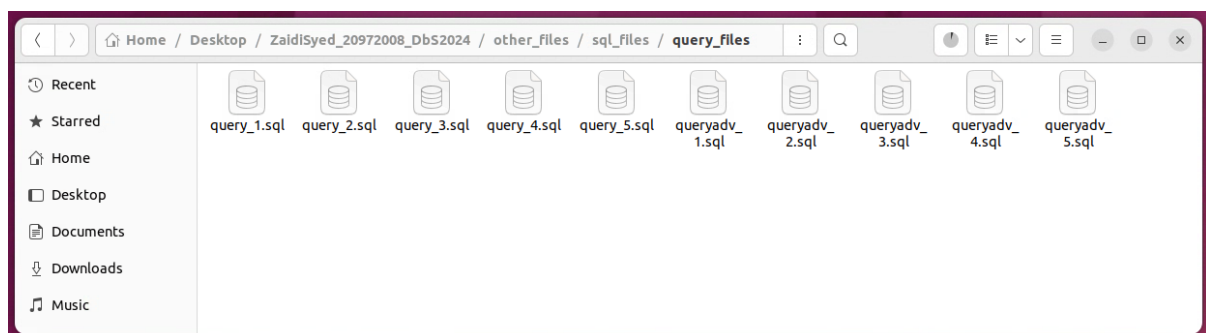 Home / Desktop / ZaidiSyed_20972008_DbS2024 / other_files / sql_files / query_files
Recent
Starred
Home
Desktop
Documents
Downloads
Music
query_1.sql query_2.sql query_3.sql query_4.sql query_5.sql queryadv_ queryadv_ queryadv_ queryadv_ queryadv_
1.sql 2.sql 3.sql 4.sql 5.sql